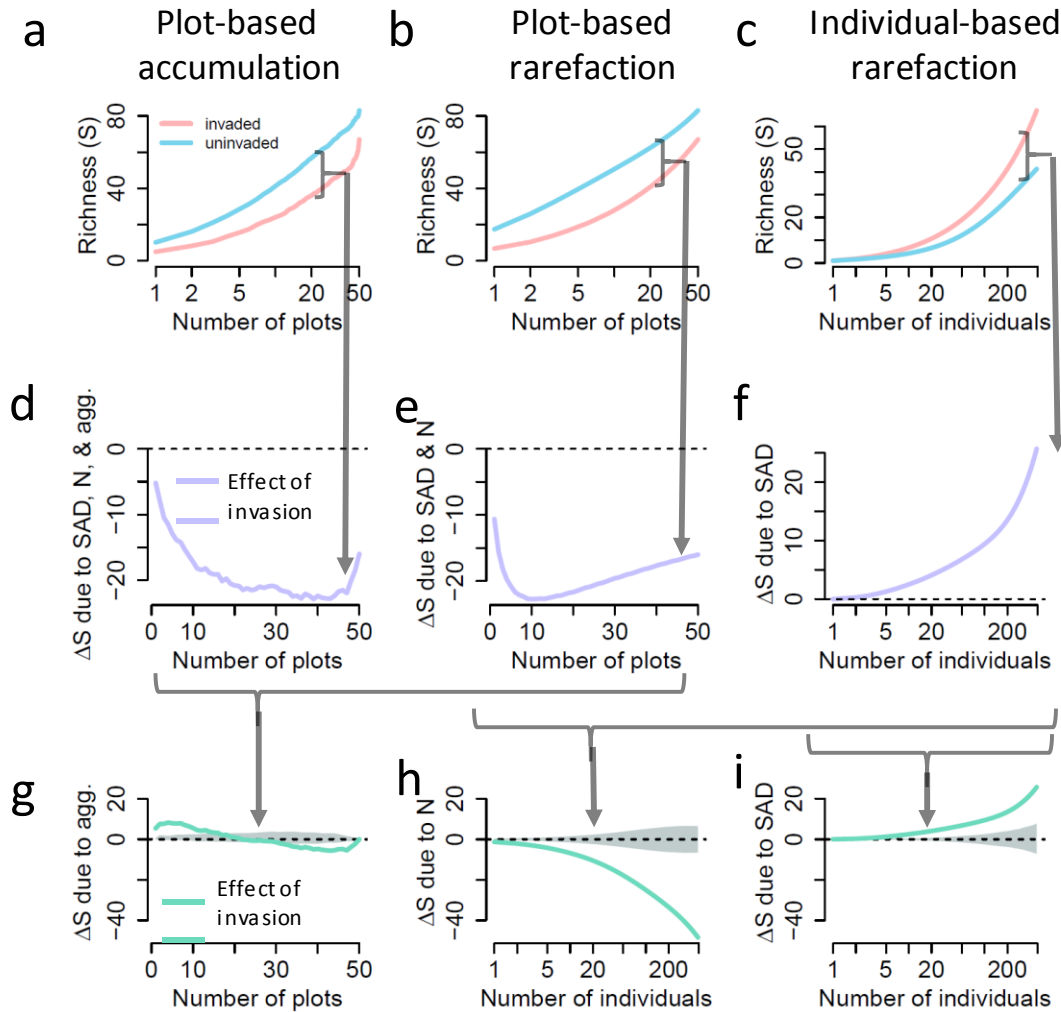 a
Plot-based
accumulation
b
Plot-based
rarefaction
c
Individual-based
rarefaction
Richness (S)
80
40
0
invaded
uninvaded
1 2 5 20 50
Number of plots
Richness (S)
80
40
0
1 2 5 20 50
Number of plots
Richness (S)
50
20
0
1 5 20 200
Number of individuals
d
ΔS due to SAD, N, & agg.
0
−10
−20
Effect of
invasion
0 10 30 50
Number of plots
e
ΔS due to SAD & N
0
−10
−20
0 10 30 50
Number of plots
f
ΔS due to SAD
20
10
0
1 5 20 200
Number of individuals
g
ΔS due to agg.
20
0
−40
Effect of
invasion
0 10 30 50
Number of plots
h
ΔS due to N
20
0
−40
1 5 20 200
Number of individuals
i
ΔS due to SAD
20
0
−40
1 5 20 200
Number of individuals